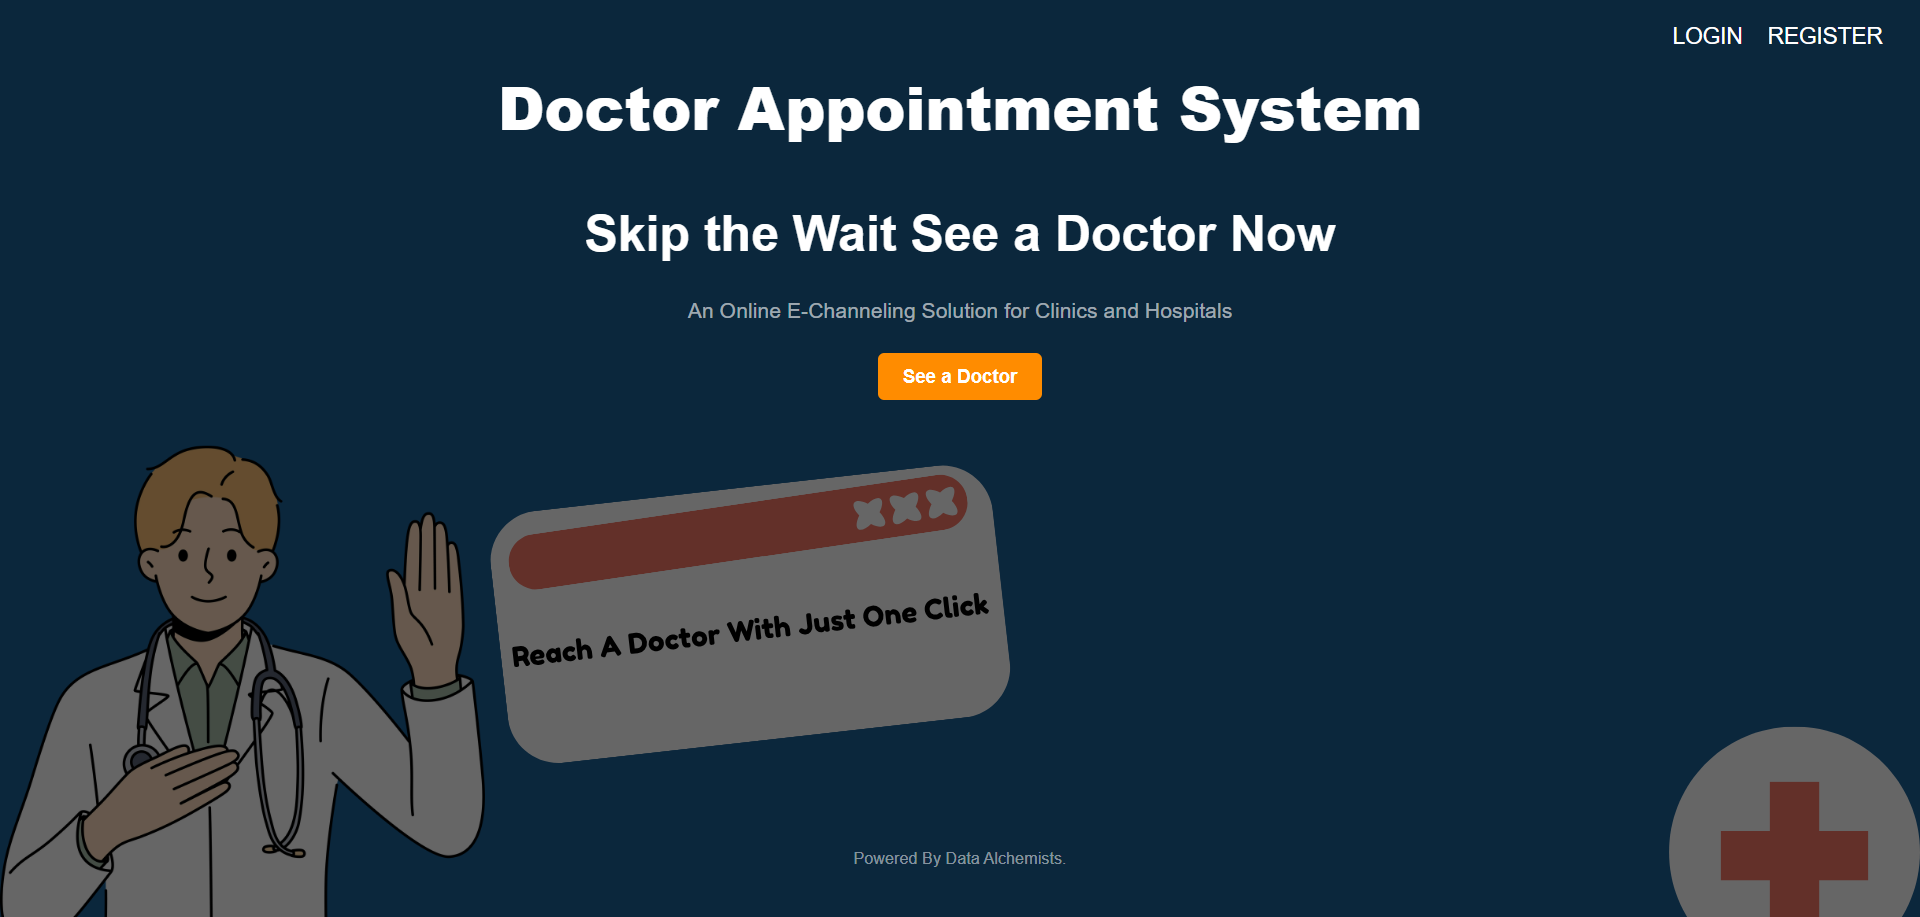 LOGIN REGISTER
Doctor Appointment System
Skip the Wait See a Doctor Now
An Online E-Channeling Solution for Clinics and Hospitals
See a Doctor
Reach A Doctor With Just One Click
Powered By Data Alchemists.